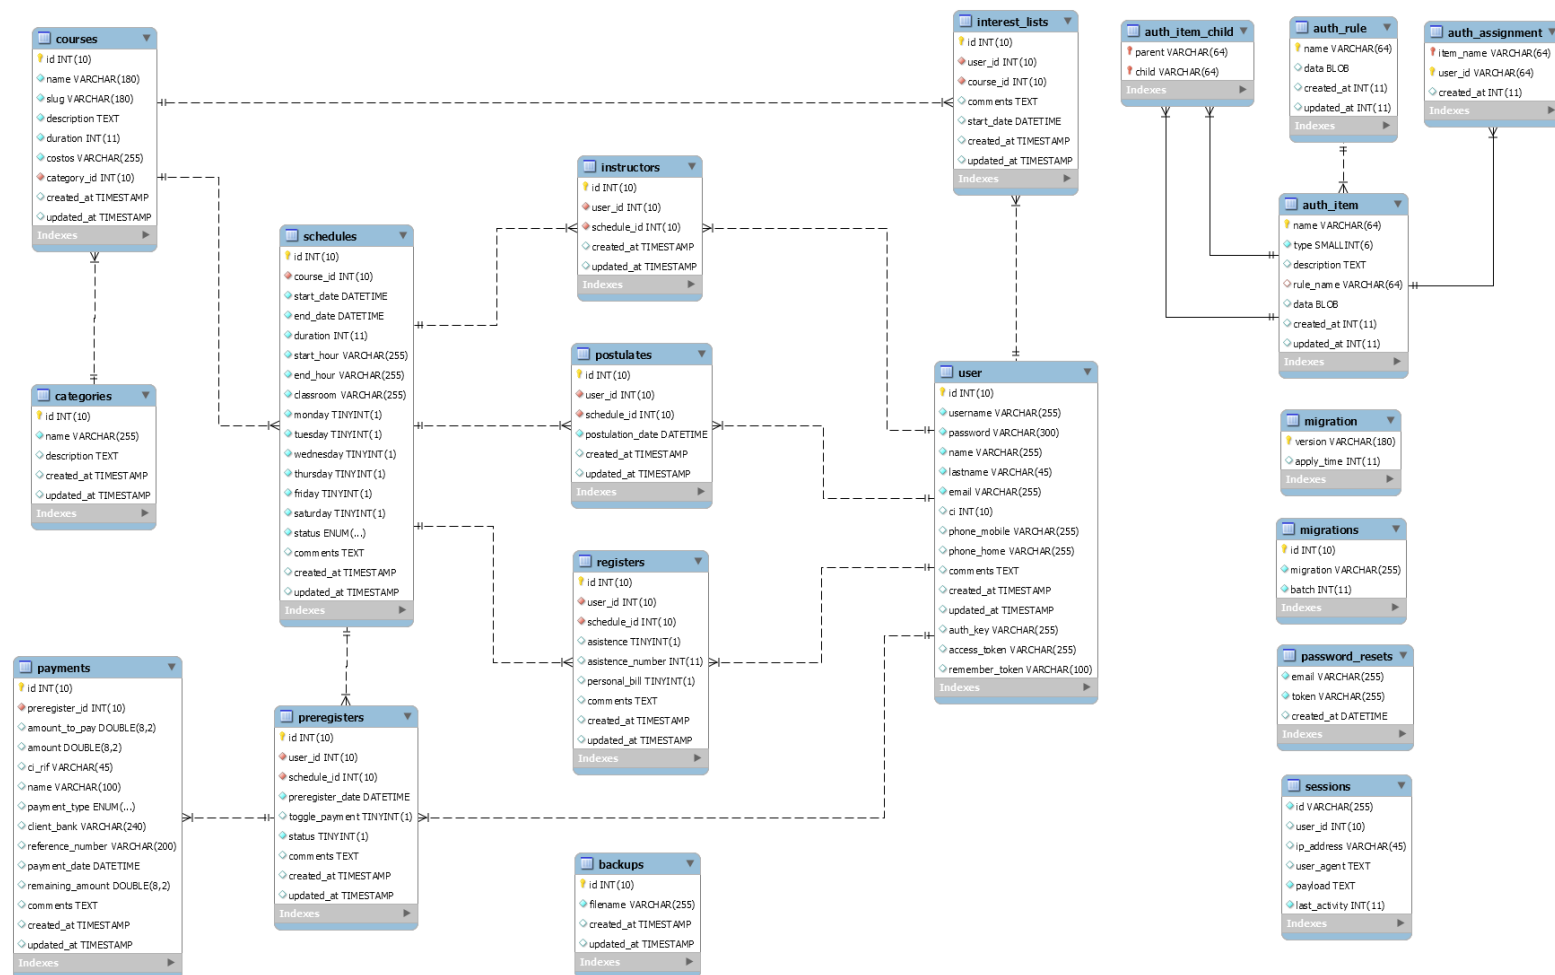 courses
id INT(10)
name VARCHAR(180)
slug VARCHAR(180)
description TEXT
duration INT(11)
costos VARCHAR(255)
category_id INT(10)
created_at TIMESTAMP
updated_at TIMESTAMP
Indexes
categories
id INT(10)
name VARCHAR(255)
description TEXT
created_at TIMESTAMP
updated_at TIMESTAMP
Indexes
payments
id INT(10)
preregister_id INT(10)
amount_to_pay DOUBLE(8,2)
amount DOUBLE(8,2)
ci_rif VARCHAR(45)
name VARCHAR(100)
payment_type ENUM(...)
client_bank VARCHAR(240)
reference_number VARCHAR(200)
payment_date DATETIME
remaining_amount DOUBLE(8,2)
comments TEXT
created_at TIMESTAMP
updated_at TIMESTAMP
Indexes
schedules
id INT(10)
course_id INT(10)
start_date DATETIME
end_date DATETIME
duration INT(11)
start_hour VARCHAR(255)
end_hour VARCHAR(255)
classroom VARCHAR(255)
monday TINYINT(1)
tuesday TINYINT(1)
wednesday TINYINT(1)
thursday TINYINT(1)
friday TINYINT(1)
saturday TINYINT(1)
status ENUM(...)
comments TEXT
created_at TIMESTAMP
updated_at TIMESTAMP
Indexes
preregisters
id INT(10)
user_id INT(10)
schedule_id INT(10)
preregister_date DATETIME
toggle_payment TINYINT(1)
status TINYINT(1)
comments TEXT
created_at TIMESTAMP
updated_at TIMESTAMP
Indexes
instructors
id INT(10)
user_id INT(10)
schedule_id INT(10)
created_at TIMESTAMP
updated_at TIMESTAMP
Indexes
postulates
id INT(10)
user_id INT(10)
schedule_id INT(10)
postulation_date DATETIME
created_at TIMESTAMP
updated_at TIMESTAMP
Indexes
registers
id INT(10)
user_id INT(10)
schedule_id INT(10)
asistence TINYINT(1)
asistence_number INT(11)
personal_bill TINYINT(1)
comments TEXT
created_at TIMESTAMP
updated_at TIMESTAMP
Indexes
backups
id INT(10)
filename VARCHAR(255)
created_at TIMESTAMP
updated_at TIMESTAMP
Indexes
interest_lists
id INT(10)
user_id INT(10)
course_id INT(10)
comments TEXT
start_date DATETIME
created_at TIMESTAMP
updated_at TIMESTAMP
Indexes
user
id INT(10)
username VARCHAR(255)
password VARCHAR(300)
name VARCHAR(255)
lastname VARCHAR(45)
email VARCHAR(255)
ci INT(10)
phone_mobile VARCHAR(255)
phone_home VARCHAR(255)
comments TEXT
created_at TIMESTAMP
updated_at TIMESTAMP
auth_key VARCHAR(255)
access_token VARCHAR(255)
remember_token VARCHAR(100)
Indexes
auth_item_child
parent VARCHAR(64)
child VARCHAR(64)
Indexes
auth_rule
name VARCHAR(64)
data BLOB
created_at INT(11)
updated_at INT(11)
Indexes
auth_assignment
item_name VARCHAR(64)
user_id VARCHAR(64)
created_at INT(11)
Indexes
auth_item
name VARCHAR(64)
type SMALLINT(6)
description TEXT
rule_name VARCHAR(64)
data BLOB
created_at INT(11)
updated_at INT(11)
Indexes
migration
version VARCHAR(180)
apply_time INT(11)
Indexes
migrations
id INT(10)
migration VARCHAR(255)
batch INT(11)
Indexes
password_resets
email VARCHAR(255)
token VARCHAR(255)
created_at DATETIME
Indexes
sessions
id VARCHAR(255)
user_id INT(10)
ip_address VARCHAR(45)
user_agent TEXT
payload TEXT
last_activity INT(11)
Indexes